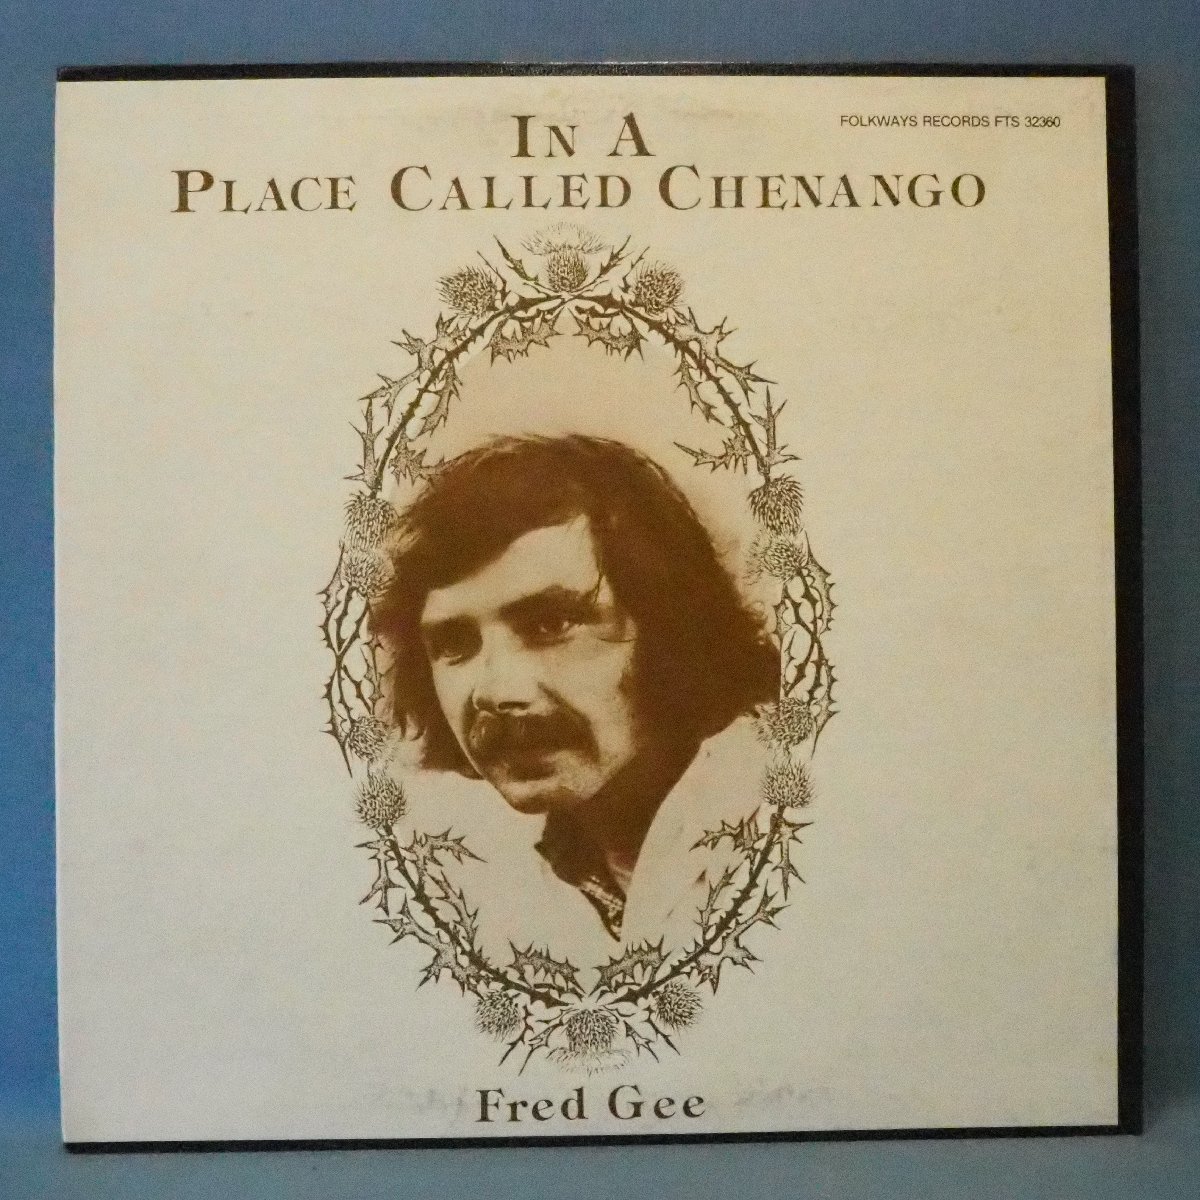 FOLKWAYS RECORDS FTS 32360
IN A
PLACE CALLED CHENANGO
Fred Gee